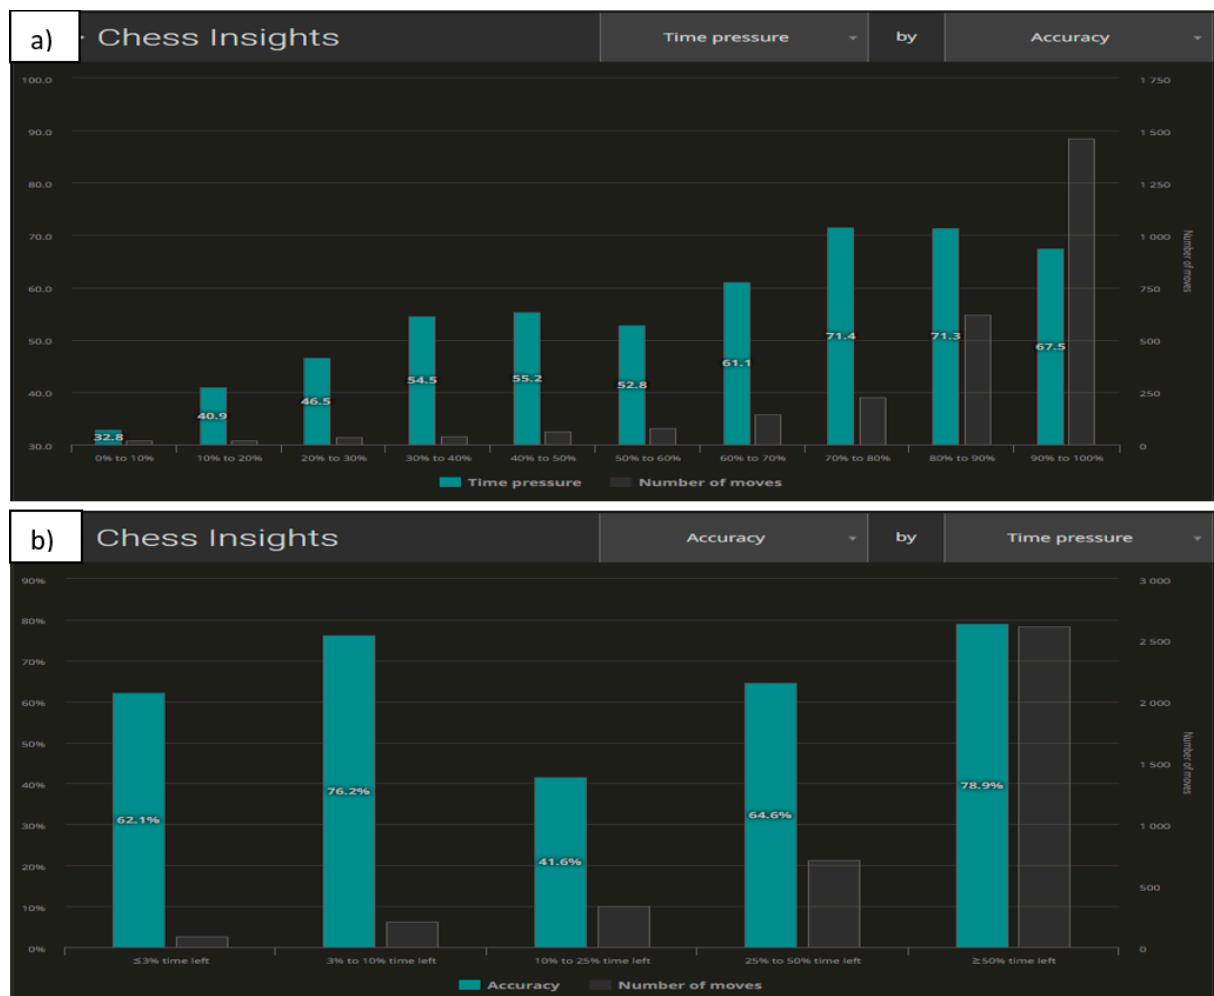 a) Chess Insights Time pressure by Accuracy
100.0 1 750
90.0 1 500
80.0 1 250
70.0 1 000
60.0 750
50.0 500
40.0 250
30.0 0
Number of moves
32.8 40.9 46.5 54.5 55.2 52.8 61.1 71.4 71.3 67.5
0% to 10% 10% to 20% 20% to 30% 30% to 40% 40% to 50% 50% to 60% 60% to 70% 70% to 80% 80% to 90% 90% to 100%
Time pressure Number of moves
b) Chess Insights Accuracy by Time pressure
90% 3 000
80% 2 500
70% 2 000
60% 1 500
50% 1 000
40% 500
30% 0
20%
10%
0%
Number of moves
62.1% 76.2% 41.6% 64.6% 78.9%
≤3% time left 3% to 10% time left 10% to 25% time left 25% to 50% time left ≥50% time left
Accuracy Number of moves